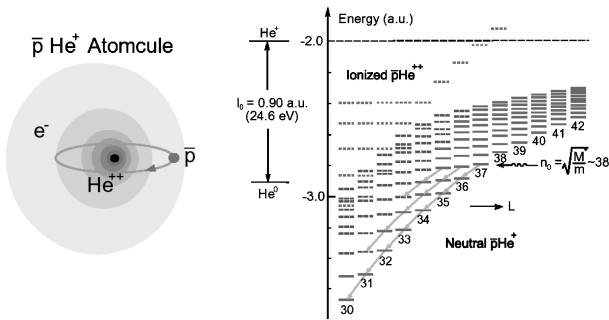 p̅ He⁺ Atomcule
e⁻
p̅
He⁺⁺
He⁺
I₀ = 0.90 a.u.
(24.6 eV)
He⁰
Energy (a.u.)
-2.0
Ionized p̅He⁺⁺
-3.0
n₀ = √M/m ~38
L
Neutral p̅He⁺
30
31
32
33
34
35
36
37
38
39
40
41
42